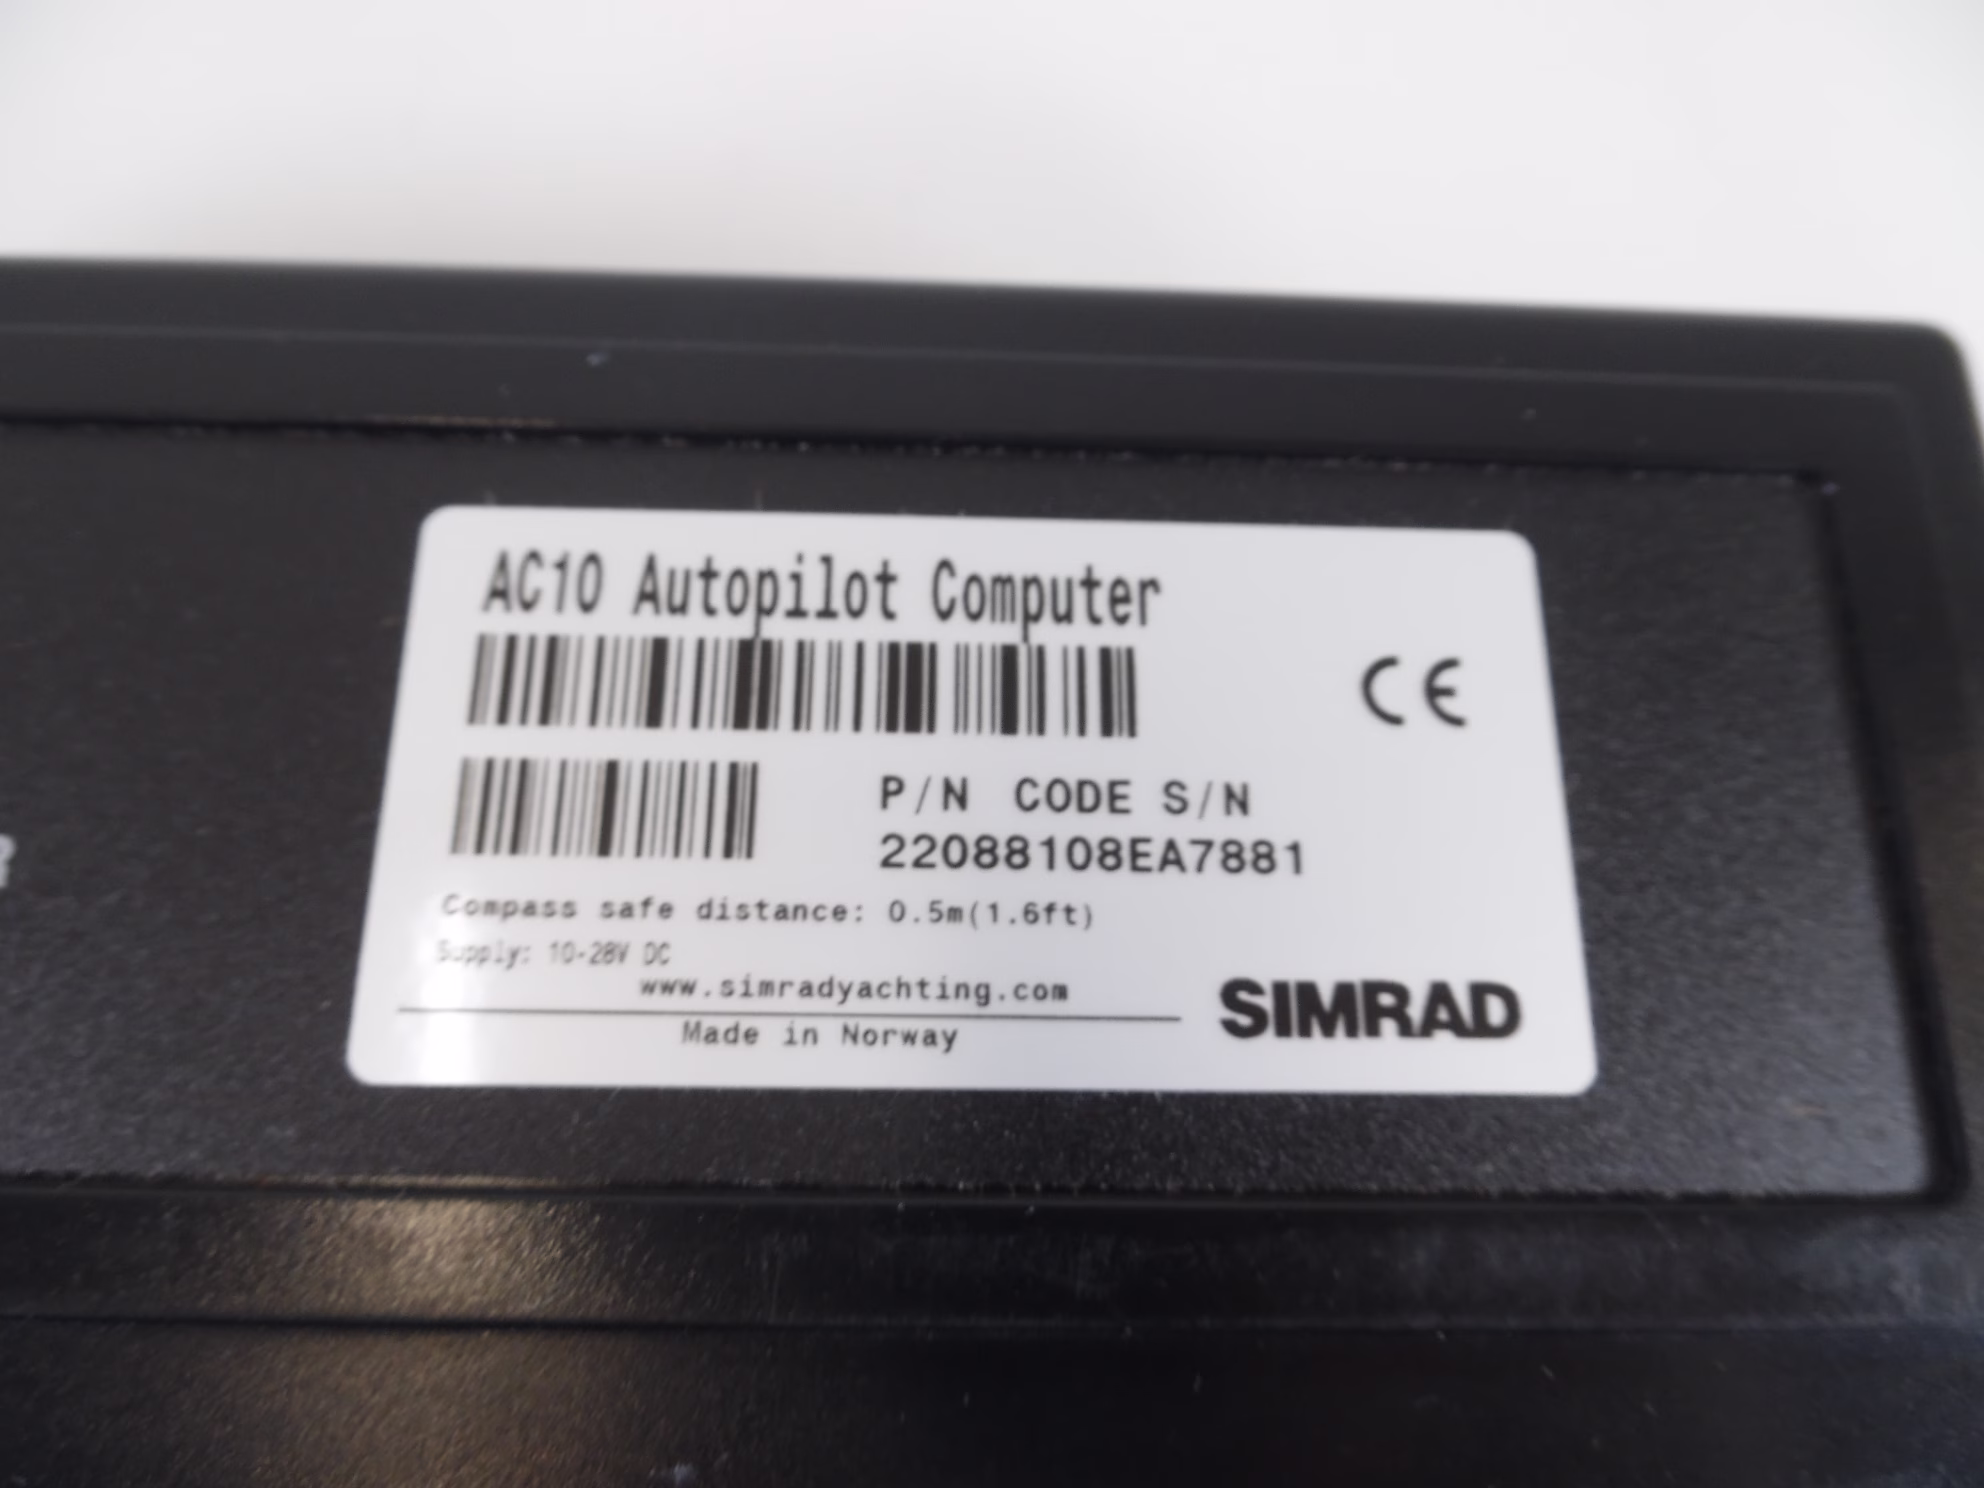 AC10 Autopilot Computer
CE
P/N CODE S/N
22088108EA7881
Compass safe distance: 0.5m(1.6ft)
Supply: 10-28V DC
www.simradyachting.com
SIMRAD
Made in Norway